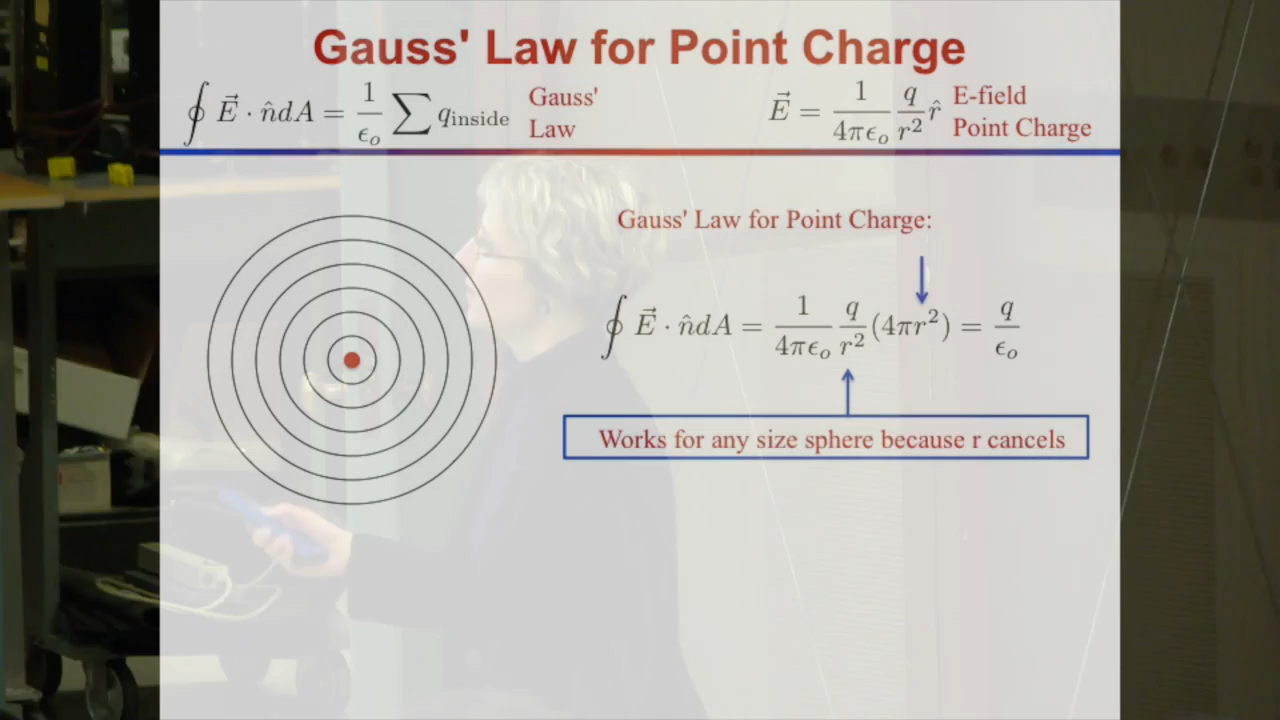 Gauss' Law for Point Charge
∮ E⃗ · n̂dA = 1/ϵₒ ∑ q_inside
Gauss'
Law
E⃗ = 1/4πϵₒ q/r² r̂
E-field
Point Charge
Gauss' Law for Point Charge:
∮ E⃗ · n̂dA = 1/4πϵₒ q/r² (4πr²) = q/ϵₒ
Works for any size sphere because r cancels